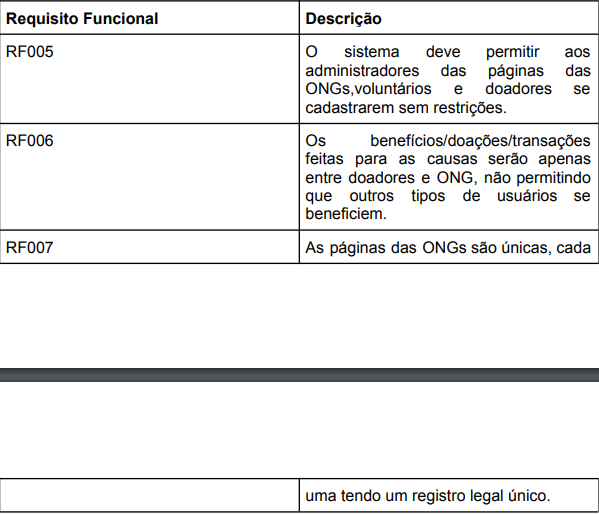 Requisito Funcional Descrição
RF005 O sistema deve permitir aos
administradores das páginas das
ONGs,voluntários e doadores se
cadastrarem sem restrições.
RF006 Os benefícios/doações/transações
feitas para as causas serão apenas
entre doadores e ONG, não permitindo
que outros tipos de usuários se
beneficiem.
RF007 As páginas das ONGs são únicas, cada
uma tendo um registro legal único.